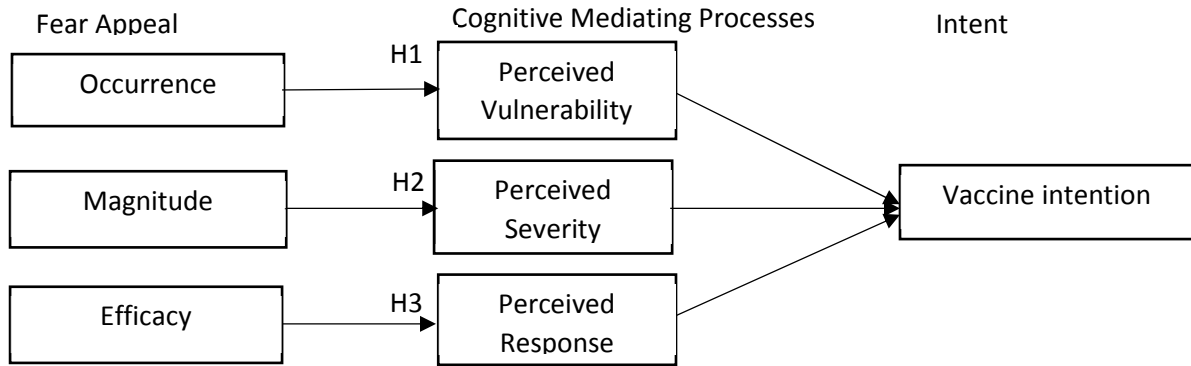 Fear Appeal
Cognitive Mediating Processes
Intent
Occurrence
H1
Perceived
Vulnerability
Magnitude
H2
Perceived
Severity
Vaccine intention
Efficacy
H3
Perceived
Response